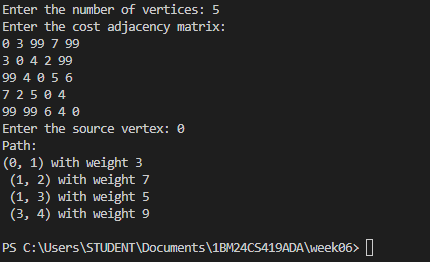 Enter the number of vertices: 5
Enter the cost adjacency matrix:
0 3 99 7 99
3 0 4 2 99
99 4 0 5 6
7 2 5 0 4
99 99 6 4 0
Enter the source vertex: 0
Path:
(0, 1) with weight 3
(1, 2) with weight 7
(1, 3) with weight 5
(3, 4) with weight 9
PS C:\Users\STUDENT\Documents\1BM24CS419ADA\week06>